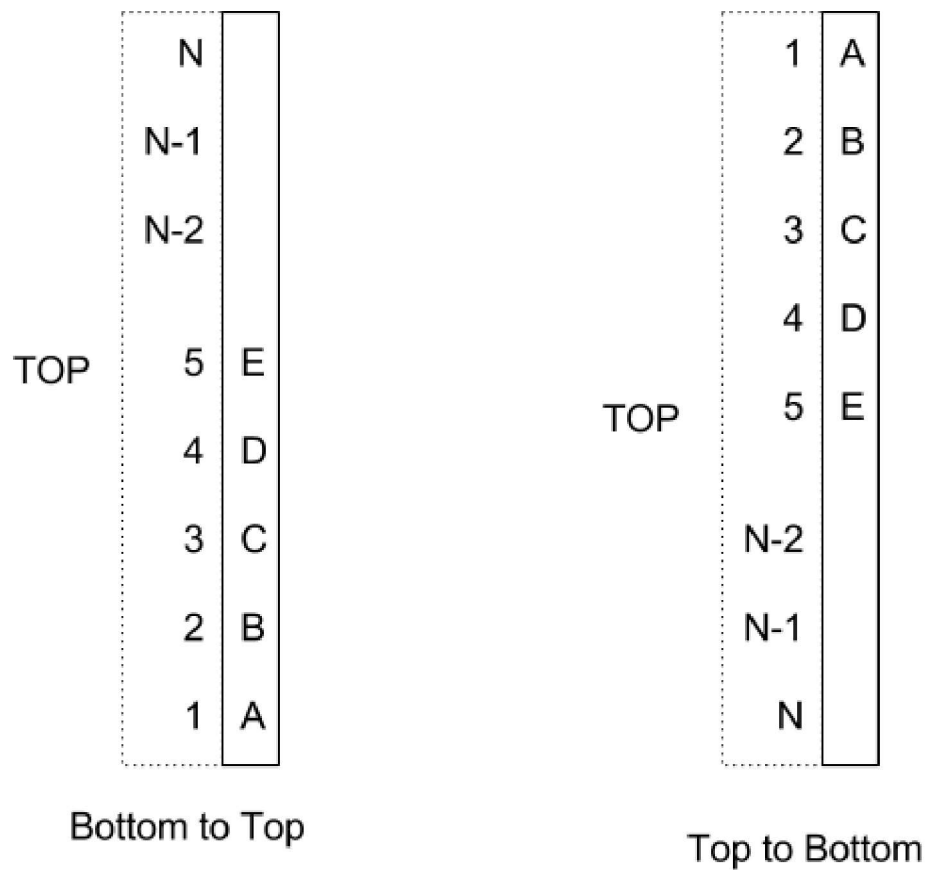 N
N-1
N-2
TOP 5 E
4 D
3 C
2 B
1 A
Bottom to Top
1 A
2 B
3 C
4 D
TOP 5 E
N-2
N-1
N
Top to Bottom